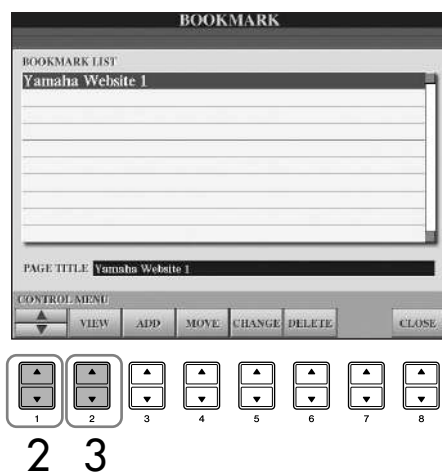 BOOKMARK
BOOKMARK LIST
Yamaha Website 1
PAGE TITLE Yamaha Website 1
CONTROL MENU
VIEW ADD MOVE CHANGE DELETE CLOSE
1 2 3 4 5 6 7 8
2 3